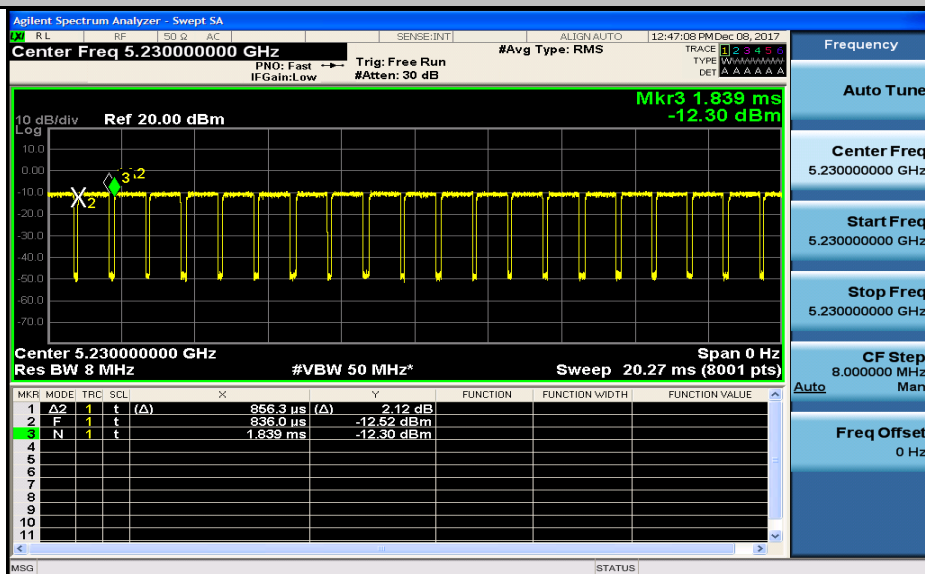 Agilent Spectrum Analyzer - Swept SA
LXI RL RF 50 Ω AC SENSE:INT ALIGN AUTO 12:47:08 PM Dec 08, 2017
Center Freq 5.230000000 GHz
PNO: Fast
IFGain:Low
Trig: Free Run
#Atten: 30 dB
#Avg Type: RMS
TRACE 1 2 3 4 5 6
TYPE WWWWWW
DET A A A A A A
Mkr3 1.839 ms
-12.30 dBm
10 dB/div Ref 20.00 dBm
Log
10.0
0.00
-10.0
-20.0
-30.0
-40.0
-50.0
-60.0
-70.0
X2
3
2
Center 5.230000000 GHz Span 0 Hz
Res BW 8 MHz #VBW 50 MHz* Sweep 20.27 ms (8001 pts)
MKR MODE TRC SCL X Y FUNCTION FUNCTION WIDTH FUNCTION VALUE
1 Δ2 1 t (Δ) 856.3 µs (Δ) 2.12 dB
2 F 1 t 836.0 µs -12.52 dBm
3 N 1 t 1.839 ms -12.30 dBm
4
5
6
7
8
9
10
11
MSG STATUS
Frequency
Auto Tune
Center Freq
5.230000000 GHz
Start Freq
5.230000000 GHz
Stop Freq
5.230000000 GHz
CF Step
8.000000 MHz
Auto Man
Freq Offset
0 Hz